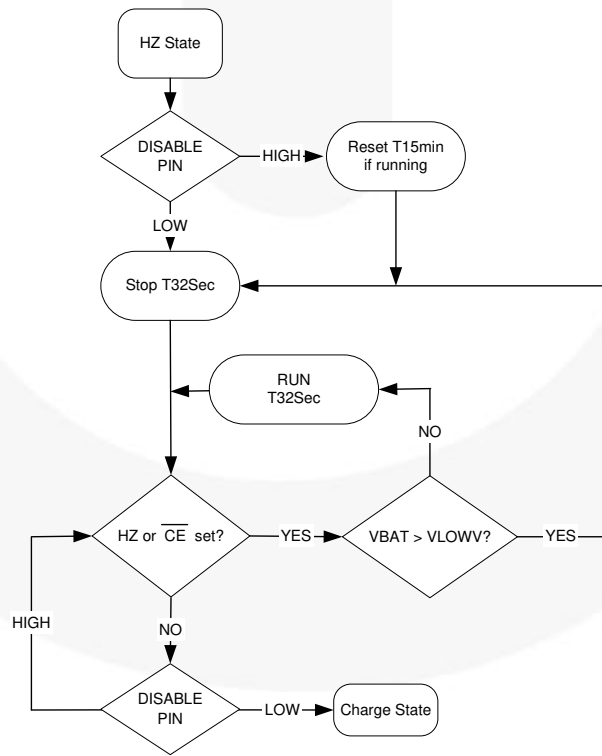 HZ State
DISABLE
PIN
HIGH
Reset T15min
if running
LOW
Stop T32Sec
RUN
T32Sec
NO
HZ or C̅E̅ set?
YES
VBAT > VLOWV?
YES
HIGH
NO
DISABLE
PIN
LOW
Charge State